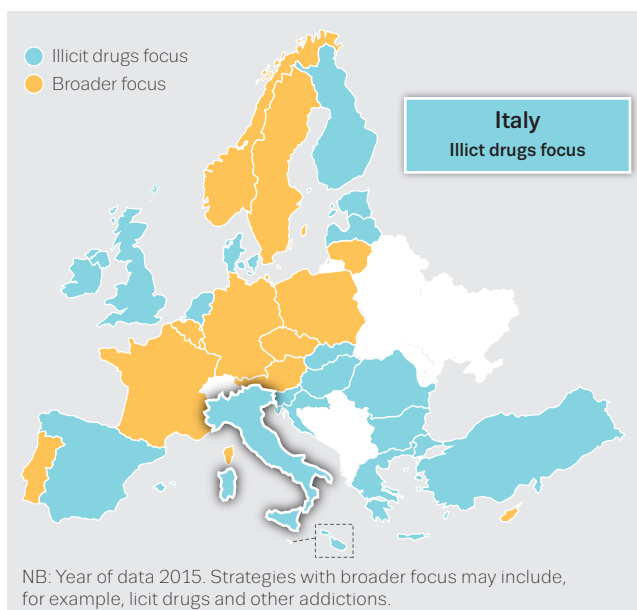 Illicit drugs focus
Broader focus
Italy
Illict drugs focus
NB: Year of data 2015. Strategies with broader focus may include,
for example, licit drugs and other addictions.